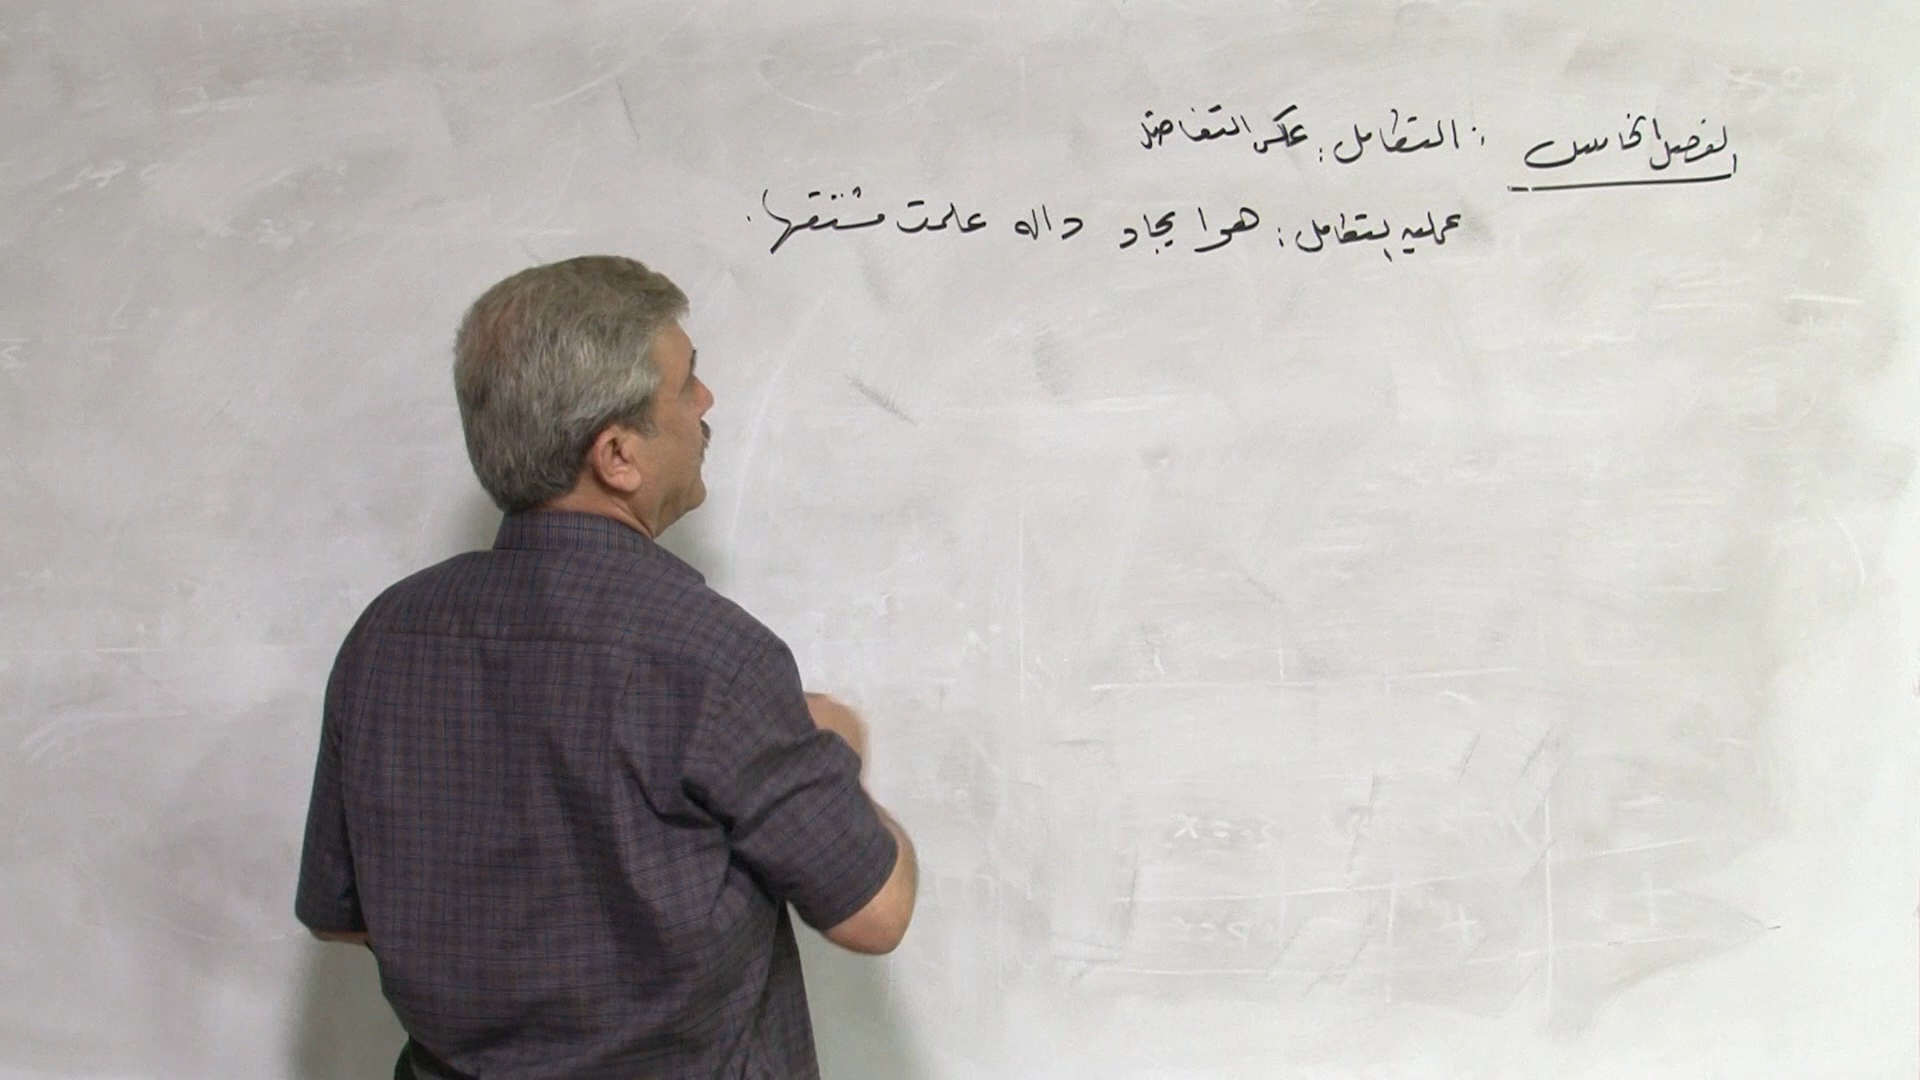 الفصل الخامس : التكامل : عكس التفاضل
عملية التكامل : هو ايجاد داله علمت مشتقتها .